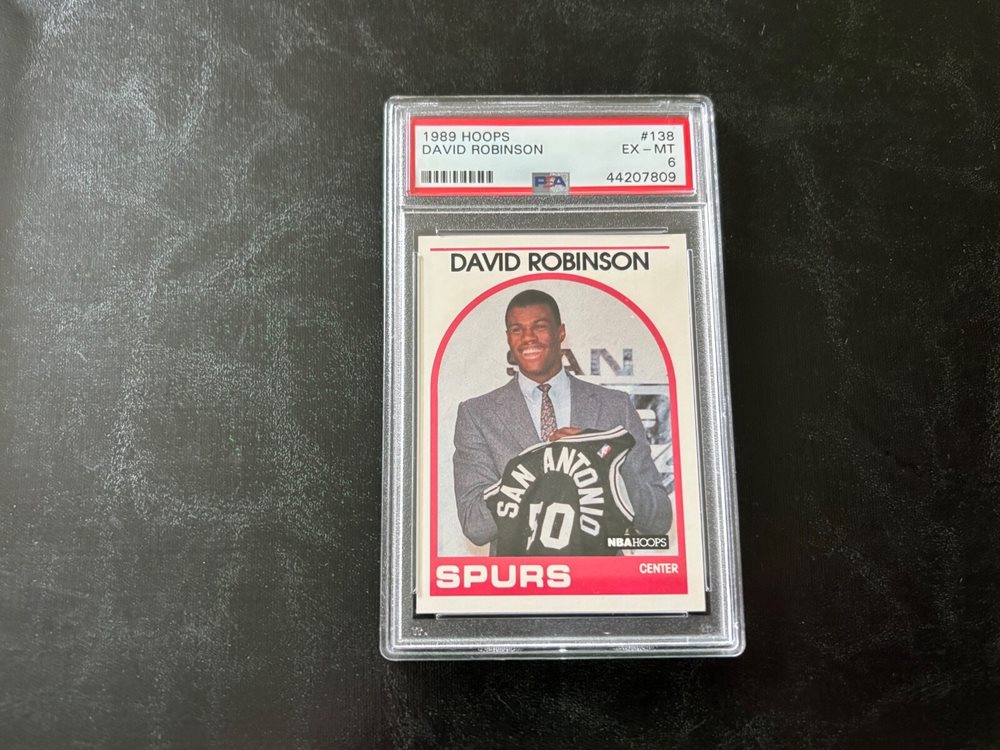 1989 HOOPS #138
DAVID ROBINSON EX - MT
6
PSA 44207809
DAVID ROBINSON
SAN
SAN ANTONIO
50
NBA HOOPS
SPURS CENTER